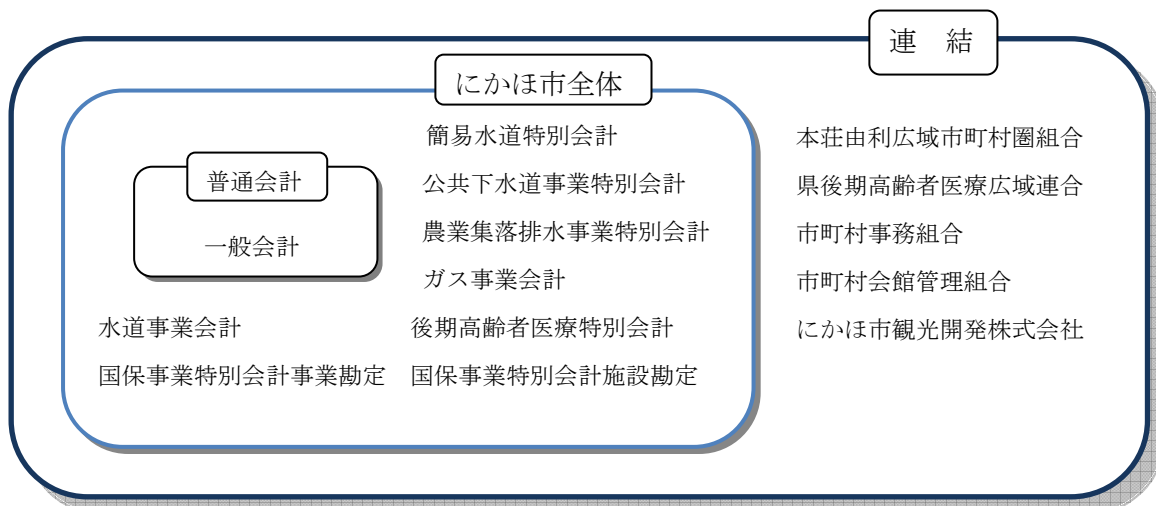 連　結
にかほ市全体
普通会計
一般会計
簡易水道特別会計
公共下水道事業特別会計
農業集落排水事業特別会計
ガス事業会計
水道事業会計
後期高齢者医療特別会計
国保事業特別会計事業勘定
国保事業特別会計施設勘定
本荘由利広域市町村圏組合
県後期高齢者医療広域連合
市町村事務組合
市町村会館管理組合
にかほ市観光開発株式会社